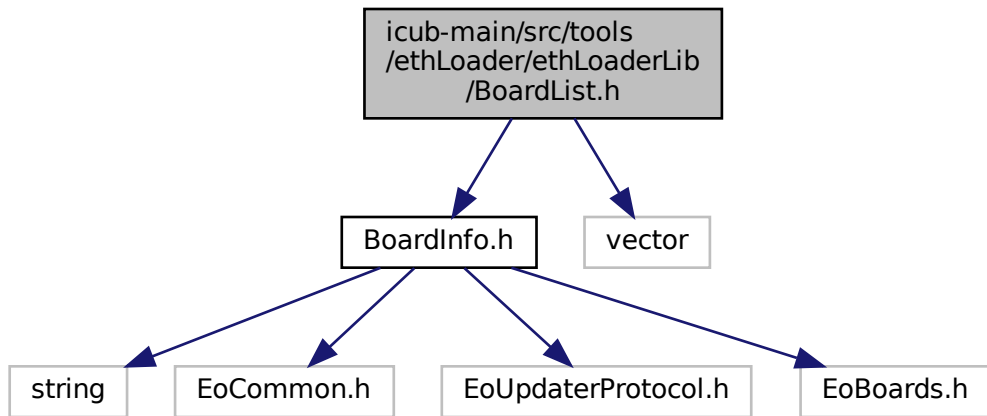 icub-main/src/tools
/ethLoader/ethLoaderLib
/BoardList.h
BoardInfo.h
vector
string
EoCommon.h
EoUpdaterProtocol.h
EoBoards.h